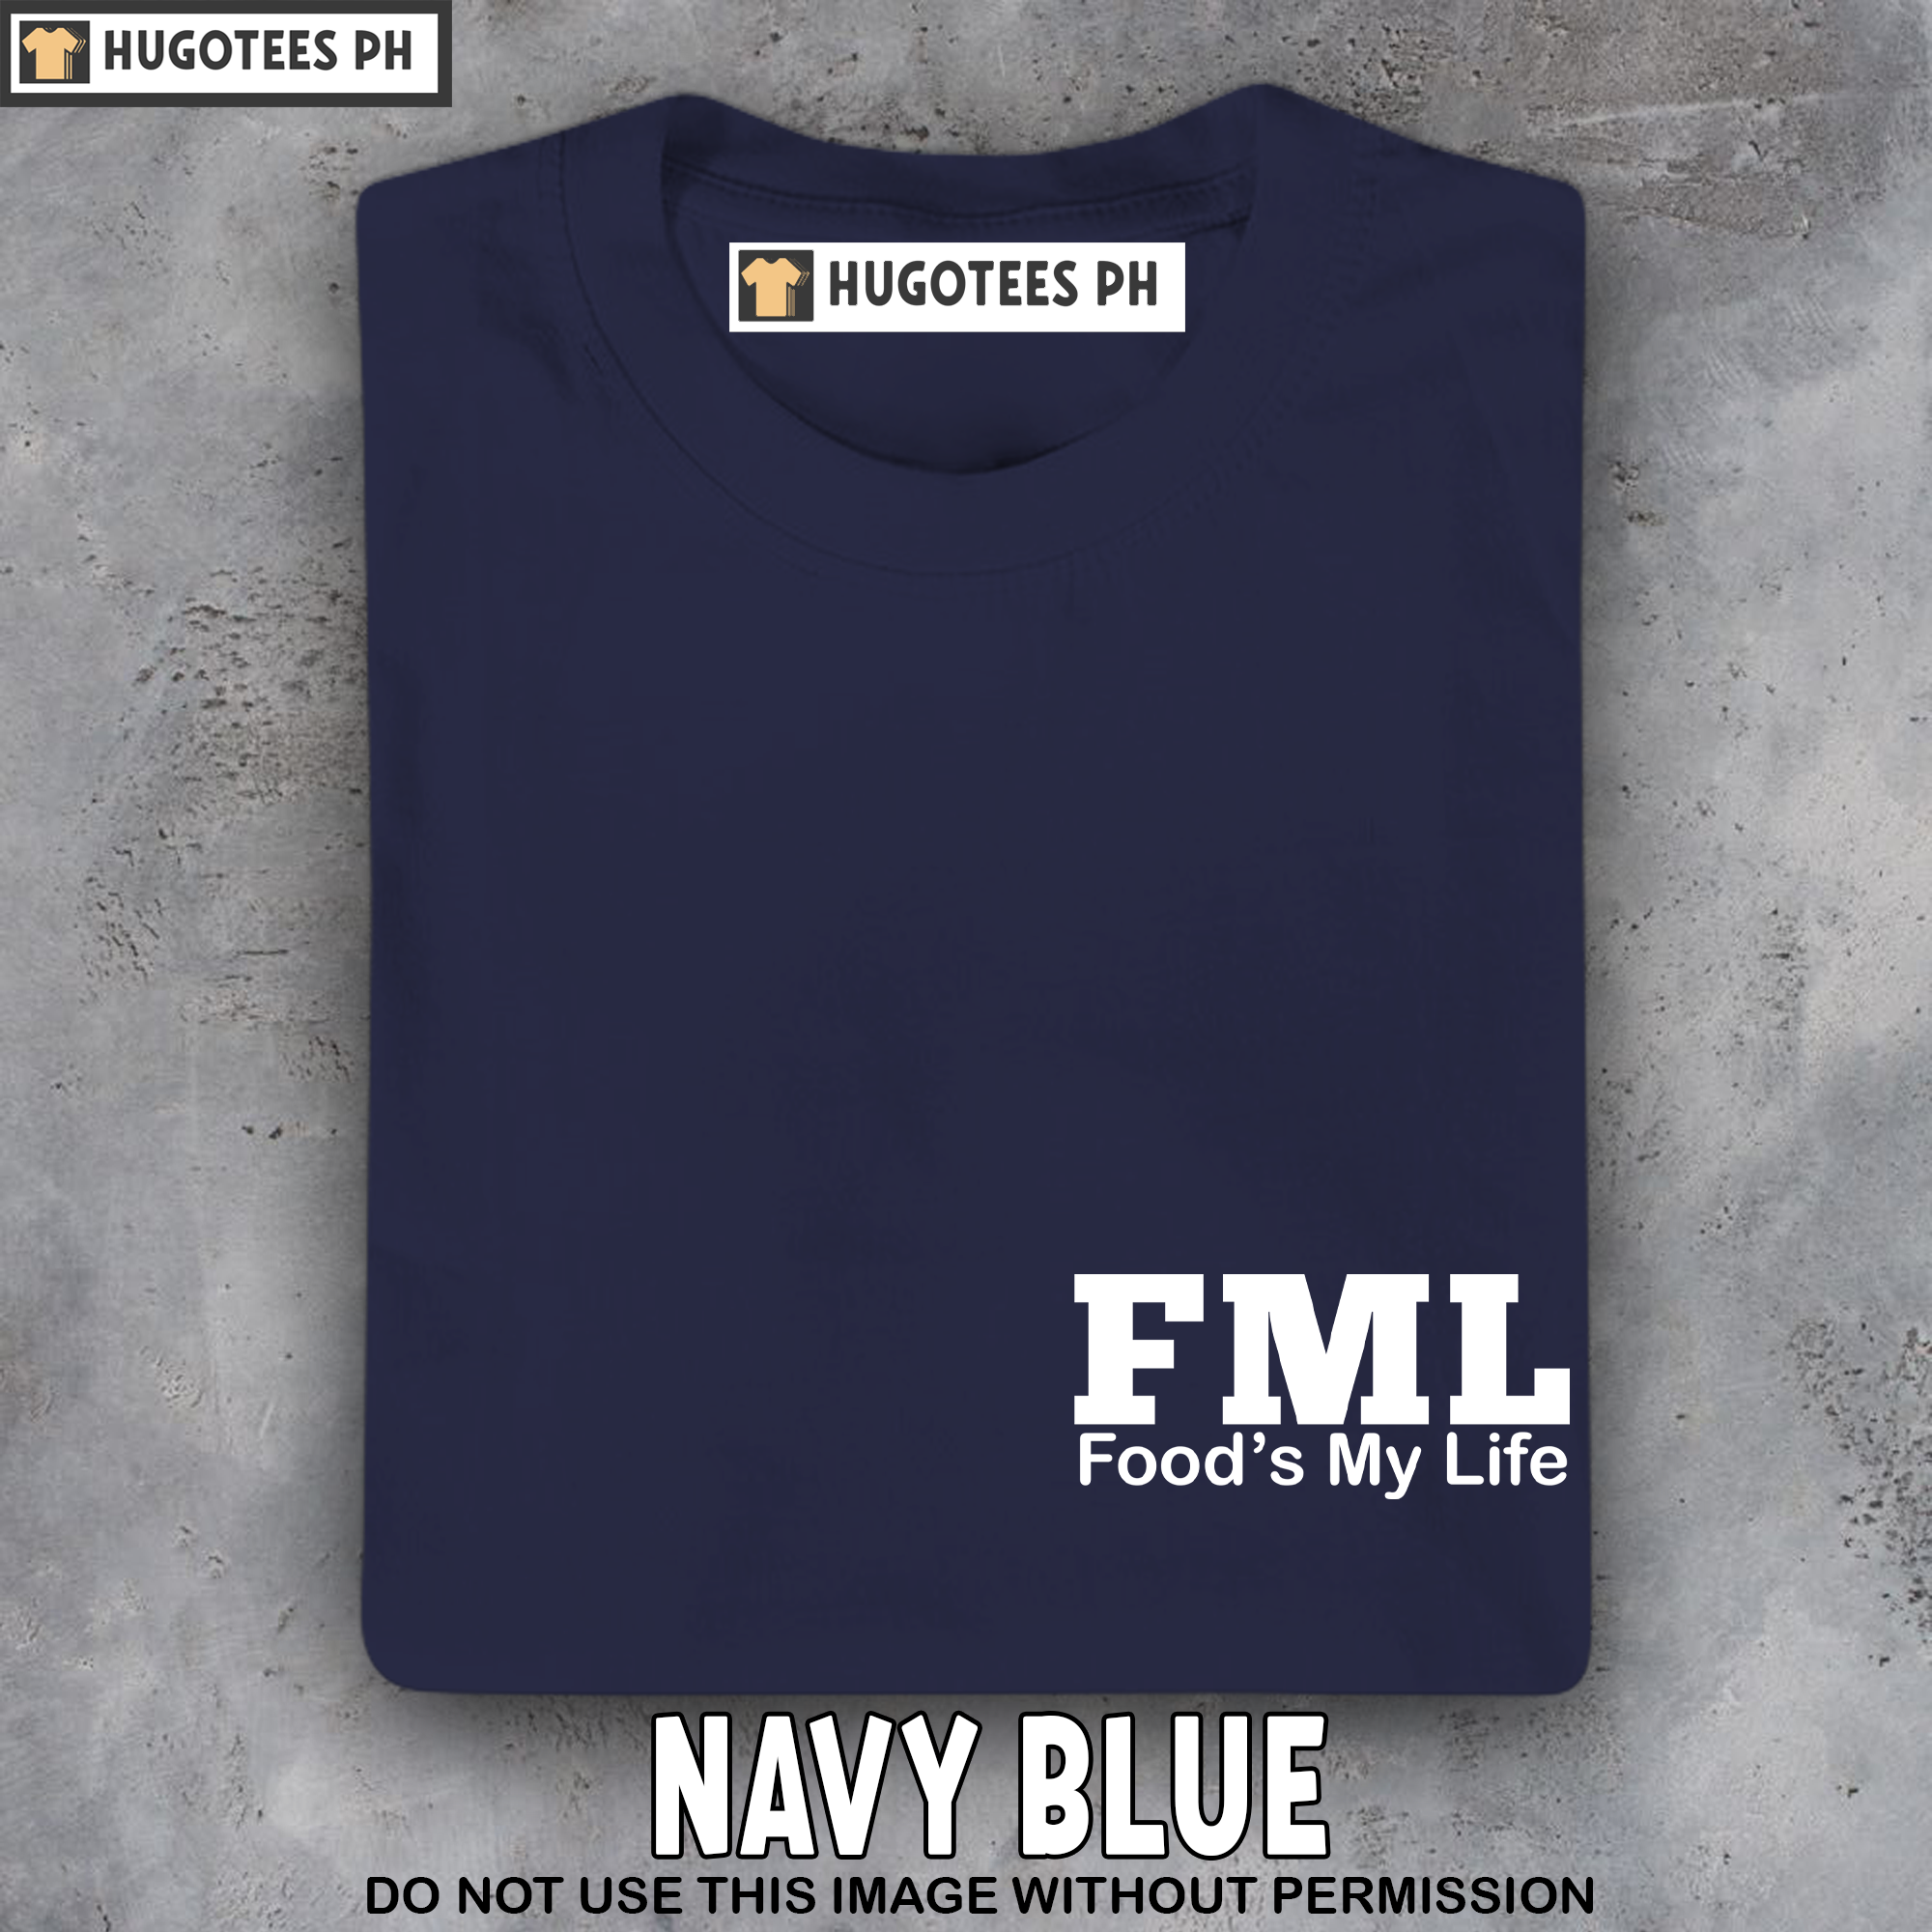 HUGOTEES PH
HUGOTEES PH
FML
Food’s My Life
NAVY BLUE
DO NOT USE THIS IMAGE WITHOUT PERMISSION